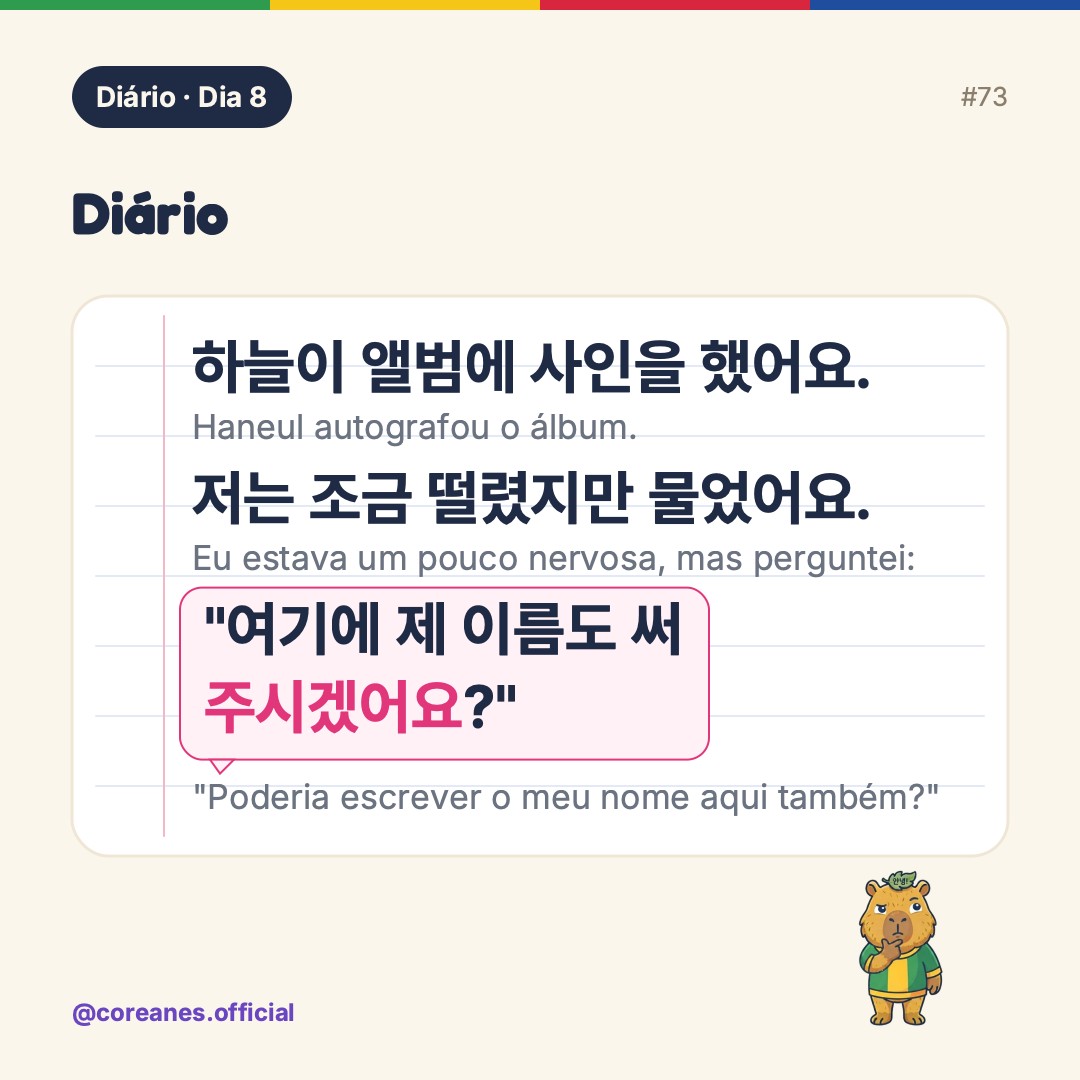 Diário · Dia 8
#73
Diário
하늘이 앨범에 사인을 했어요.
Haneul autografou o álbum.
저는 조금 떨렸지만 물었어요.
Eu estava um pouco nervosa, mas perguntei:
"여기에 제 이름도 써
주시겠어요?"
"Poderia escrever o meu nome aqui também?"
안녕!
@coreanes.official